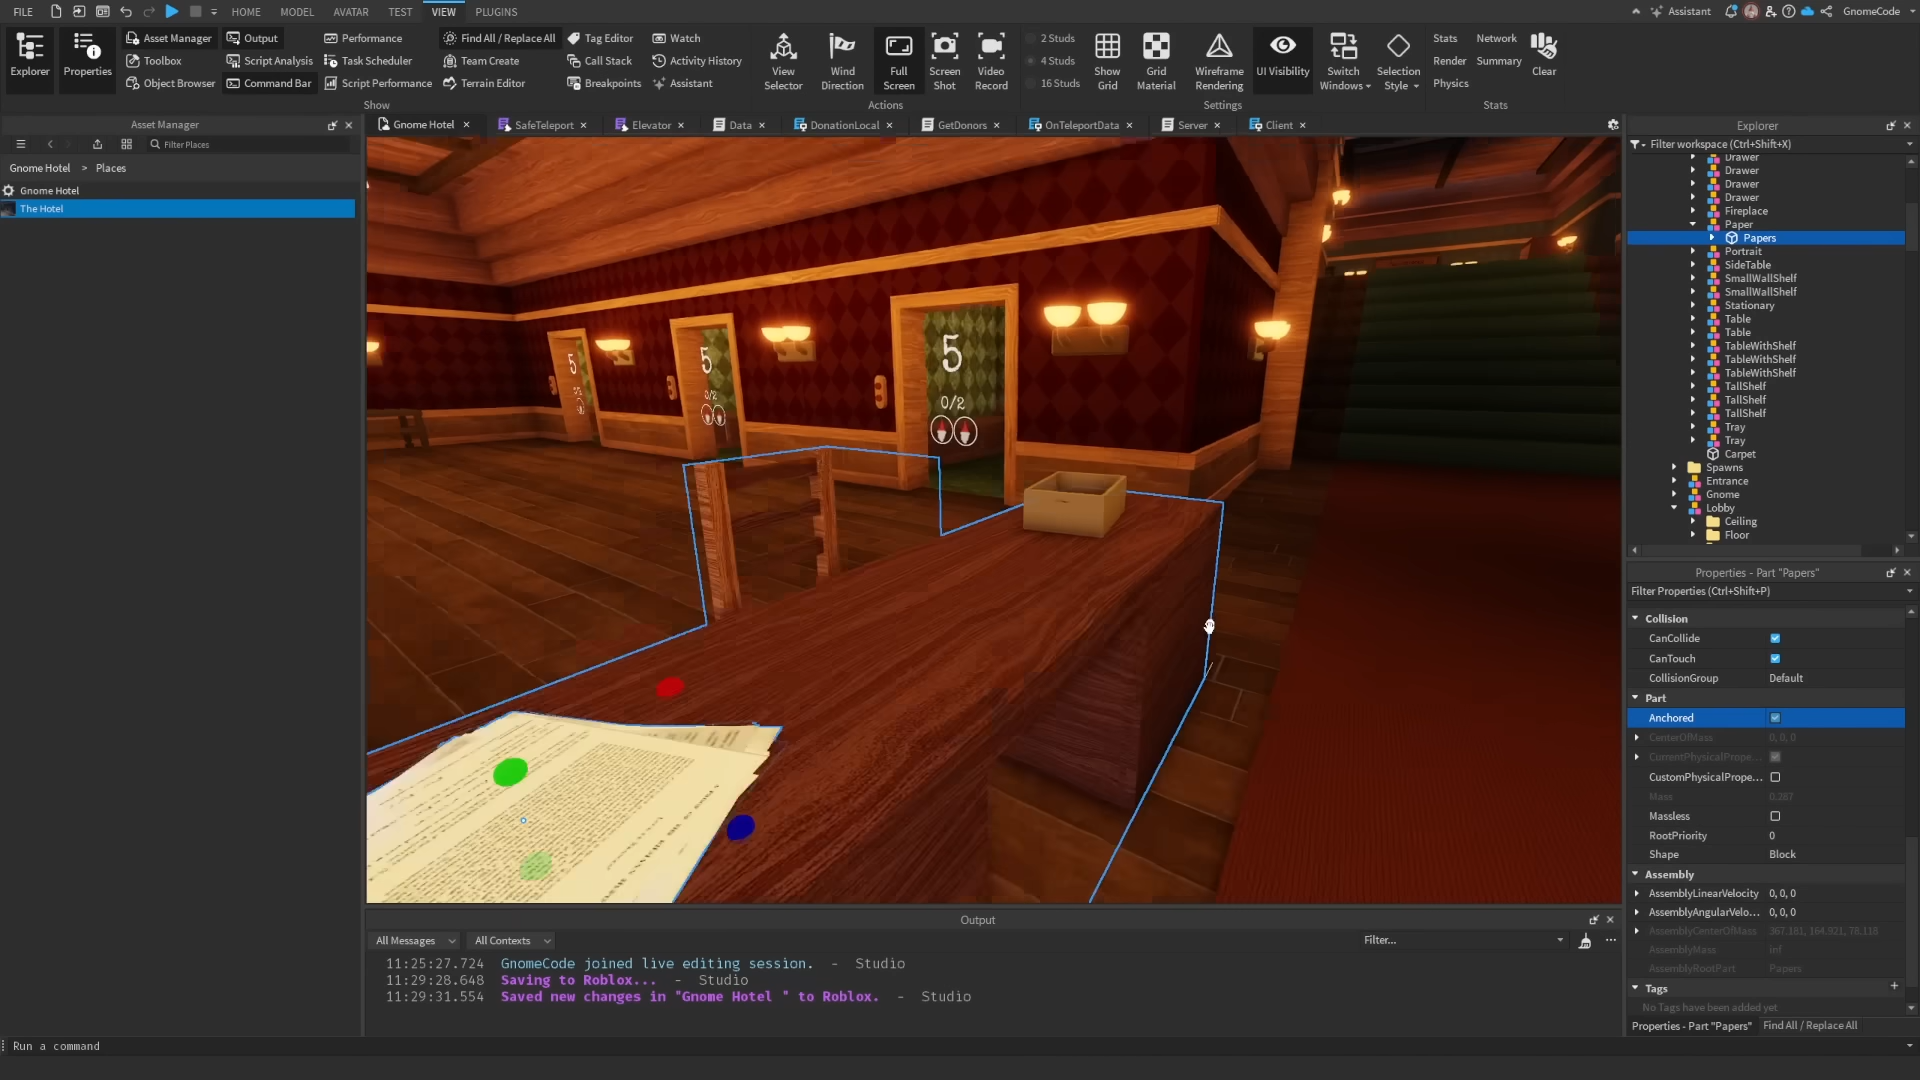 FILE HOME MODEL AVATAR TEST VIEW PLUGINS Assistant GnomeCode
Explorer Properties Asset Manager Output Performance Find All / Replace All Tag Editor Watch
Toolbox Script Analysis Task Scheduler Team Create Call Stack Activity History
Object Browser Command Bar Script Performance Terrain Editor Breakpoints Assistant
View Selector Wind Direction Full Screen Screen Shot Video Record
2 Studs
4 Studs
16 Studs
Show Grid Grid Material Wireframe Rendering UI Visibility Switch Windows Selection Style
Stats Network
Render Summary
Physics
Clear
Show Actions Settings Stats
Asset Manager
Filter Places
Gnome Hotel > Places
Gnome Hotel
The Hotel
Gnome Hotel SafeTeleport Elevator Data DonationLocal GetDonors OnTeleportData Server Client
5
5
0/2
5
0/2
Explorer
Filter workspace (Ctrl+Shift+X)
Drawer
Drawer
Drawer
Drawer
Fireplace
Paper
Papers
Portrait
SideTable
SmallWallShelf
SmallWallShelf
Stationary
Table
Table
TableWithShelf
TableWithShelf
TableWithShelf
TallShelf
TallShelf
TallShelf
Tray
Tray
Carpet
Spawns
Entrance
Gnome
Lobby
Ceiling
Floor
Properties - Part "Papers"
Filter Properties (Ctrl+Shift+P)
Collision
CanCollide
CanTouch
CollisionGroup Default
Part
Anchored
CenterOfMass 0, 0, 0
CurrentPhysicalPrope...
CustomPhysicalPrope...
Mass 0.287
Massless
RootPriority 0
Shape Block
Assembly
AssemblyLinearVelocity 0, 0, 0
AssemblyAngularVelo... 0, 0, 0
AssemblyCenterOfMass 367.181, 164.921, 78.118
AssemblyMass inf
AssemblyRootPart Papers
Tags
No Tags have been added yet
Properties - Part "Papers" Find All / Replace All
Output
All Messages All Contexts Filter...
11:25:27.724 GnomeCode joined live editing session. - Studio
11:29:28.648 Saving to Roblox... - Studio
11:29:31.554 Saved new changes in "Gnome Hotel " to Roblox. - Studio
Run a command